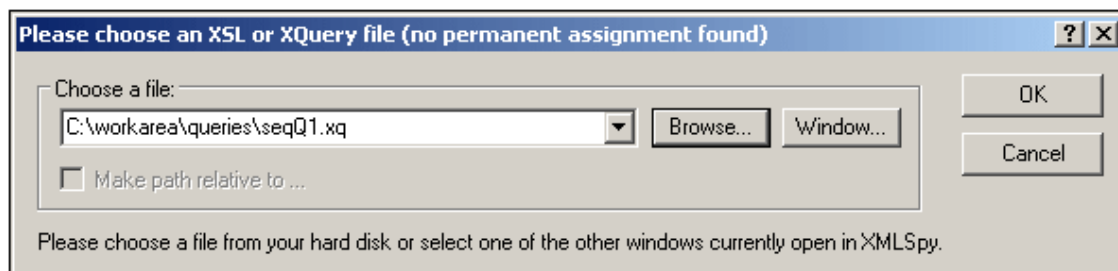 Please choose an XSL or XQuery file (no permanent assignment found)
Choose a file:
C:\workarea\queries\seqQ1.xq
Browse...
Window...
OK
Cancel
Make path relative to ...
Please choose a file from your hard disk or select one of the other windows currently open in XMLSpy.